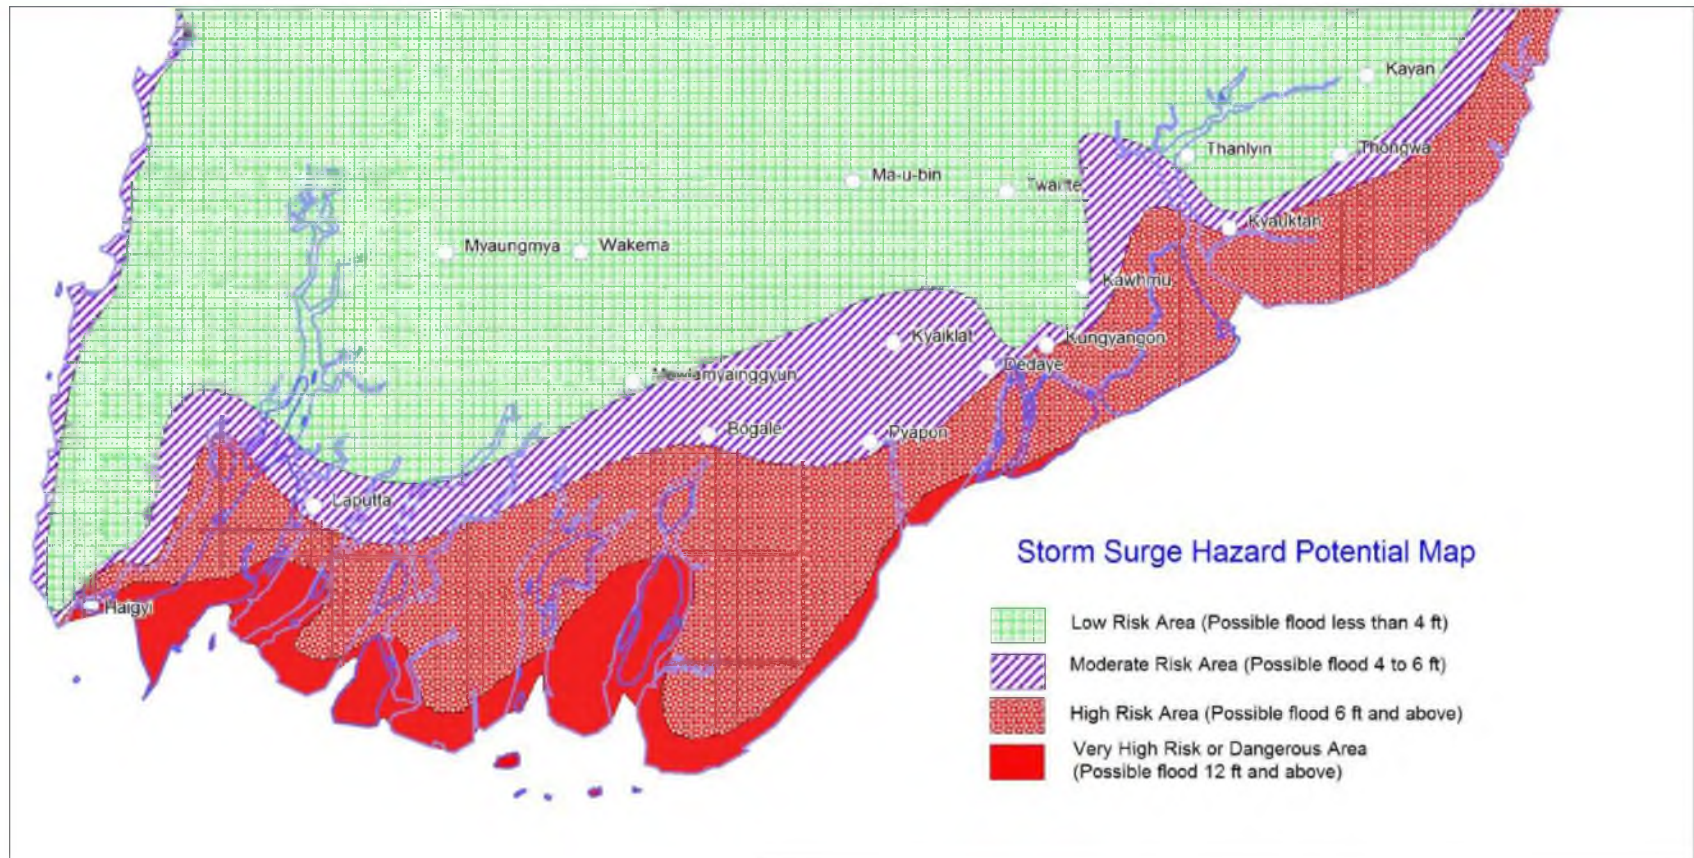 Kayan
Thanlyin
Thongwa
Ma-u-bin
Twante
Kyauktan
Myaungmya
Wakema
Kawhmu
Kyaiklat
Kungyangon
Dedaye
Mawlamyainggyun
Bogale
Pyapon
Laputta
Haigyi
Storm Surge Hazard Potential Map
Low Risk Area (Possible flood less than 4 ft)
Moderate Risk Area (Possible flood 4 to 6 ft)
High Risk Area (Possible flood 6 ft and above)
Very High Risk or Dangerous Area
(Possible flood 12 ft and above)